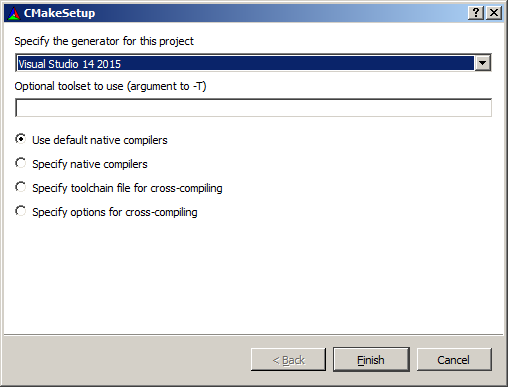 CMakeSetup
Specify the generator for this project
Visual Studio 14 2015
Optional toolset to use (argument to -T)
Use default native compilers
Specify native compilers
Specify toolchain file for cross-compiling
Specify options for cross-compiling
< Back
Finish
Cancel